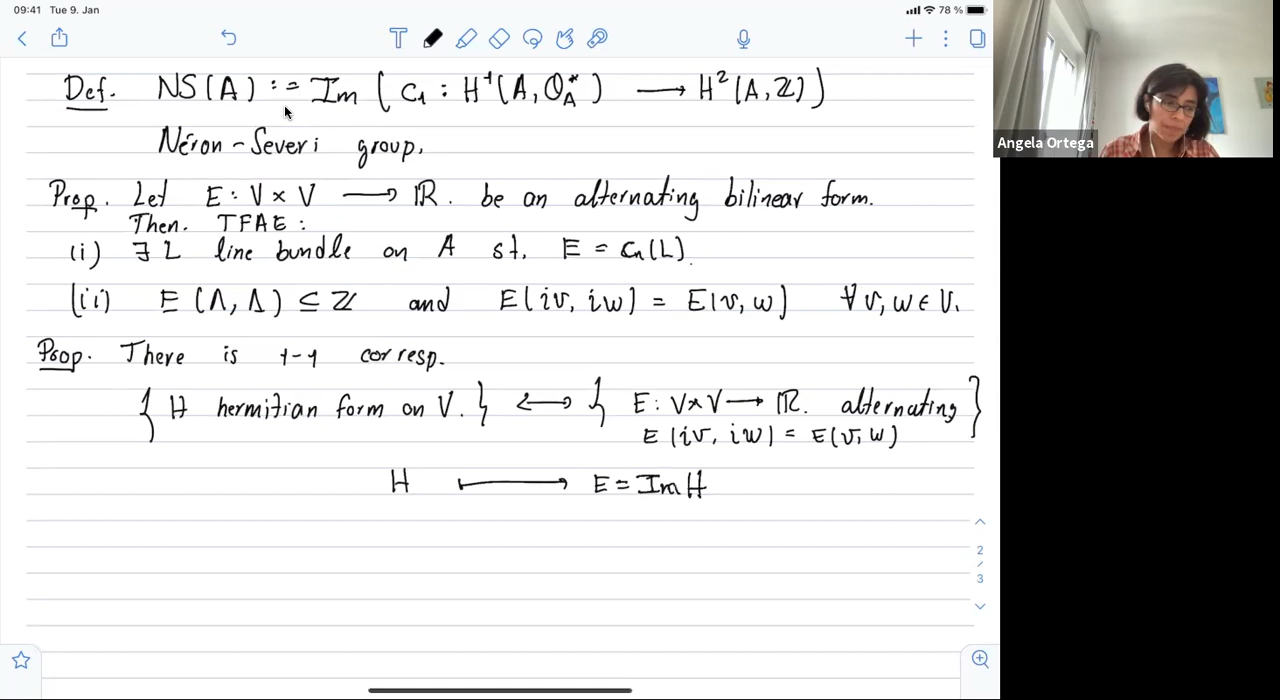 09:41 Tue 9. Jan
78 %
Def. NS(A) := Im ( c₁ : H¹(A, O_A^*) ⟶ H²(A, ℤ) )
Néron-Severi group.
Prop. Let E : V × V ⟶ ℝ. be an alternating bilinear form.
Then. TFAE :
(i) ∃ L line bundle on A st. E = c₁(L).
(ii) E (Λ, Λ) ⊆ ℤ and E(iv, iw) = E(v, w) ∀ v, w ∈ V.
Prop. There is 1-1 corresp.
{ H hermitian form on V. } ⟷ { E : V×V ⟶ ℝ. alternating }
E (iv, iw) = E(v, w)
H ⟼ E = Im H
Angela Ortega
2
/
3